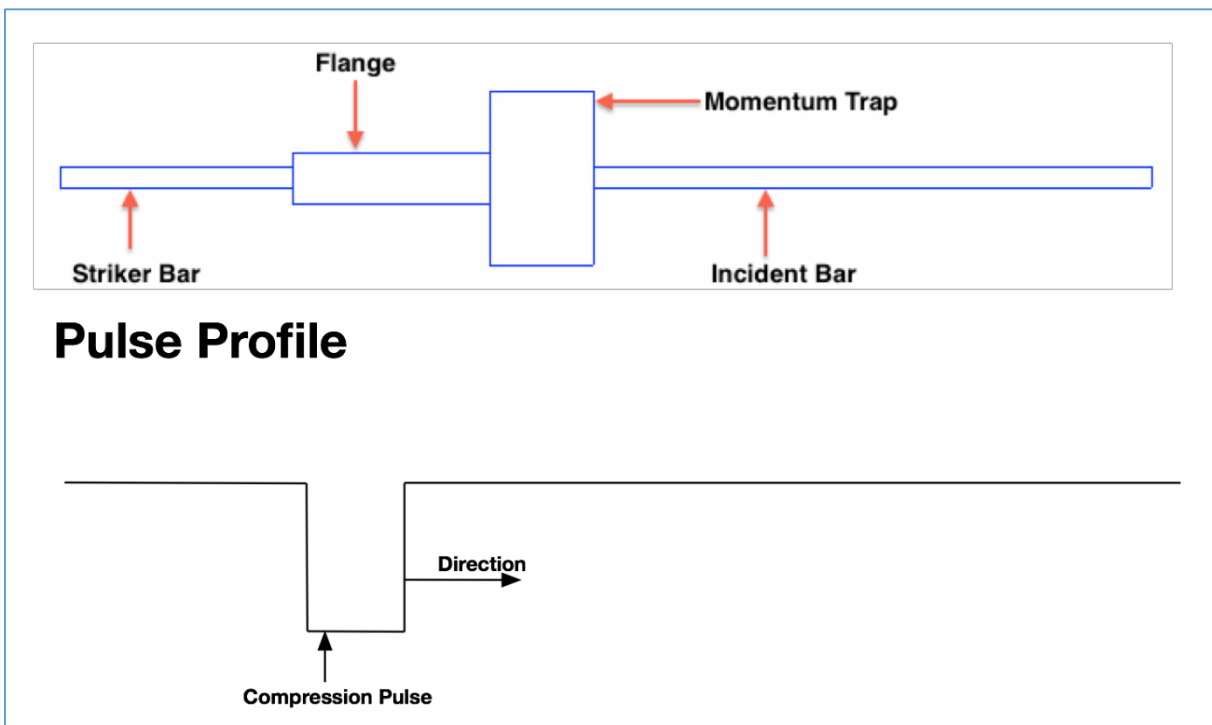 Flange
Momentum Trap
Striker Bar
Incident Bar
Pulse Profile
Direction
Compression Pulse